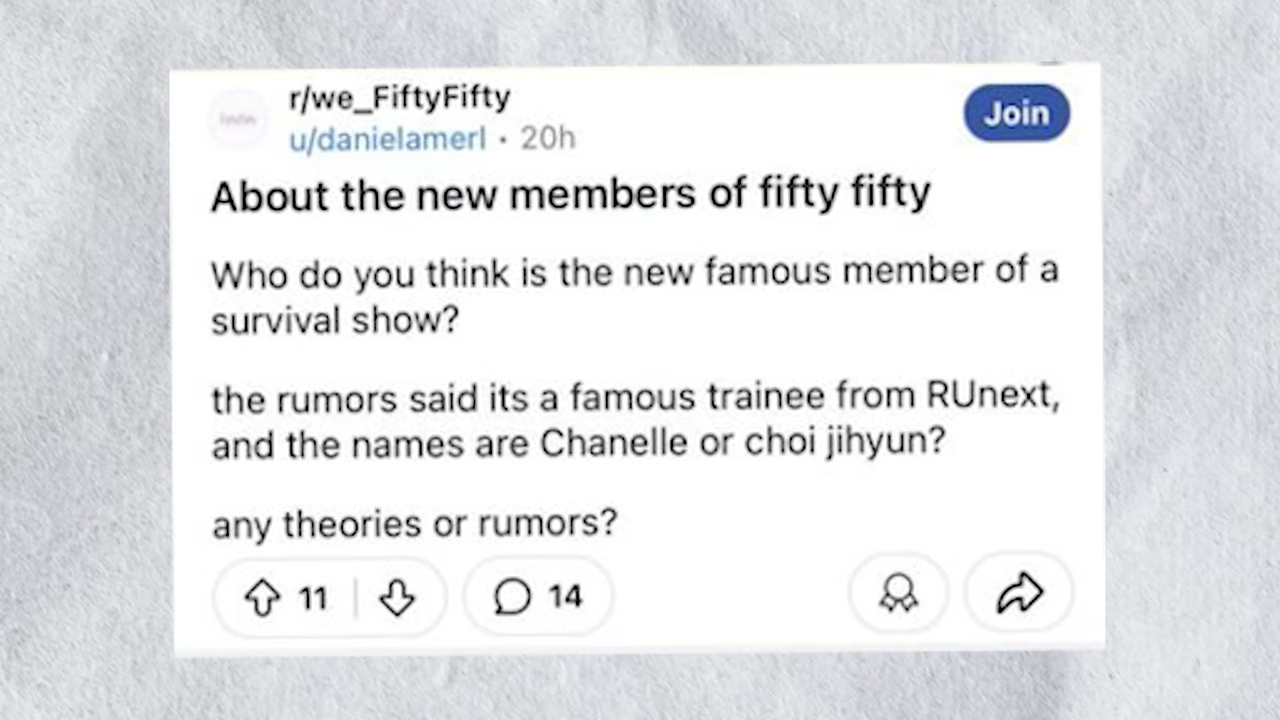 r/we_FiftyFifty
u/danielamerl · 20h
Join
About the new members of fifty fifty
Who do you think is the new famous member of a
survival show?
the rumors said its a famous trainee from RUnext,
and the names are Chanelle or choi jihyun?
any theories or rumors?
11
14